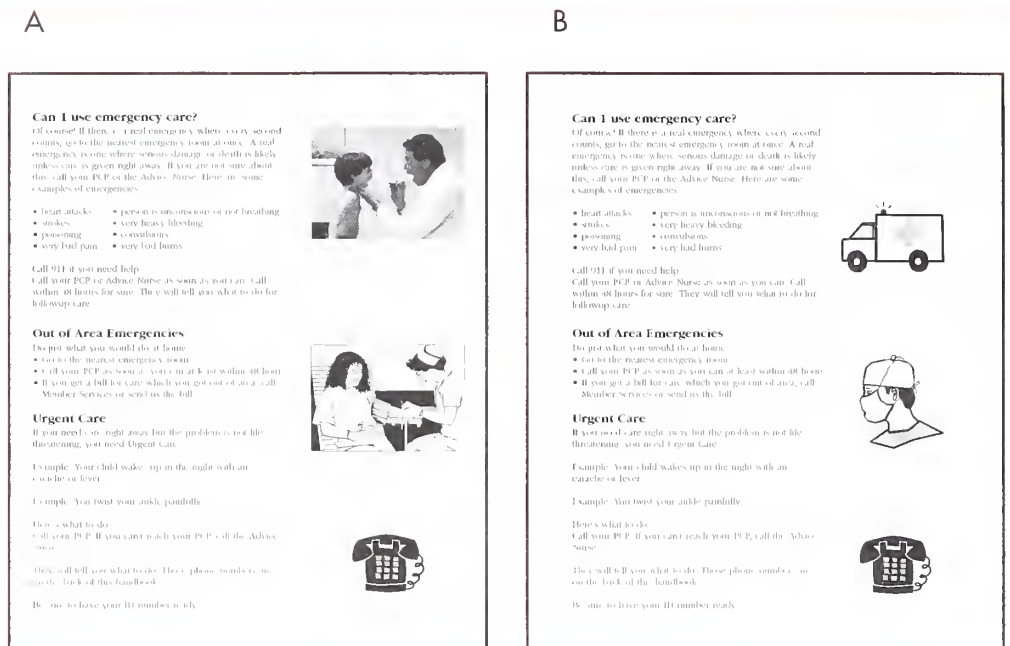 A
Can I use emergency care?
Of course! If there a real emergency where every second
counts, go to the nearest emergency room at once. A real
emergency is one where serious damage or death is likely
unless care is given right away. If you are not sure about
this call your PCP or the Advice Nurse. Here are some
examples of emergencies
• heart attacks • person is unconscious or not breathing
• strokes • very heavy bleeding
• poisoning • convulsions
• very bad pain • very bad burns
Call 911 if you need help
Call your PCP or Advice Nurse as soon as you can. Call
within 48 hours for sure. They will tell you what to do for
followup care
Out of Area Emergencies
Do just what you would do at home
• Go to the nearest emergency room
• Call your PCP as soon as you can at least within 48 hour
• If you get a bill for care which you got out of area, call
Member Services or send us the bill
Urgent Care
If you need care right away but the problem is not life
threatening, you need Urgent Care
Example Your child wakes up in the night with an
earache or fever
Example You twist your ankle painfully
Here's what to do
Call your PCP If you can't reach your PCP call the Advice
Nurse
They will tell you what to do. These phone numbers are
on the back of this handbook
Be sure to have your ID number ready
B
Can I use emergency care?
Of course! If there is a real emergency where every second
counts, go to the nearest emergency room at once. A real
emergency is one where serious damage or death is likely
unless care is given right away. If you are not sure about
this, call your PCP or the Advice Nurse. Here are some
examples of emergencies
• heart attacks • person is unconscious or not breathing
• strokes • very heavy bleeding
• poisoning • convulsions
• very bad pain • very bad burns
Call 911 if you need help
Call your PCP or Advice Nurse as soon as you can. Call
within 48 hours for sure. They will tell you what to do for
followup care
Out of Area Emergencies
Do just what you would do at home
• Go to the nearest emergency room
• Call your PCP as soon as you can at least within 48 hour
• If you get a bill for care which you got out of area, call
Member Services or send us the bill
Urgent Care
If you need care right away but the problem is not life
threatening, you need Urgent Care
Example Your child wakes up in the night with an
earache or fever
Example You twist your ankle painfully
Here's what to do
Call your PCP. If you can't reach your PCP, call the Advice
Nurse
They will tell you what to do. These phone numbers are
on the back of this handbook
Be sure to have your ID number ready